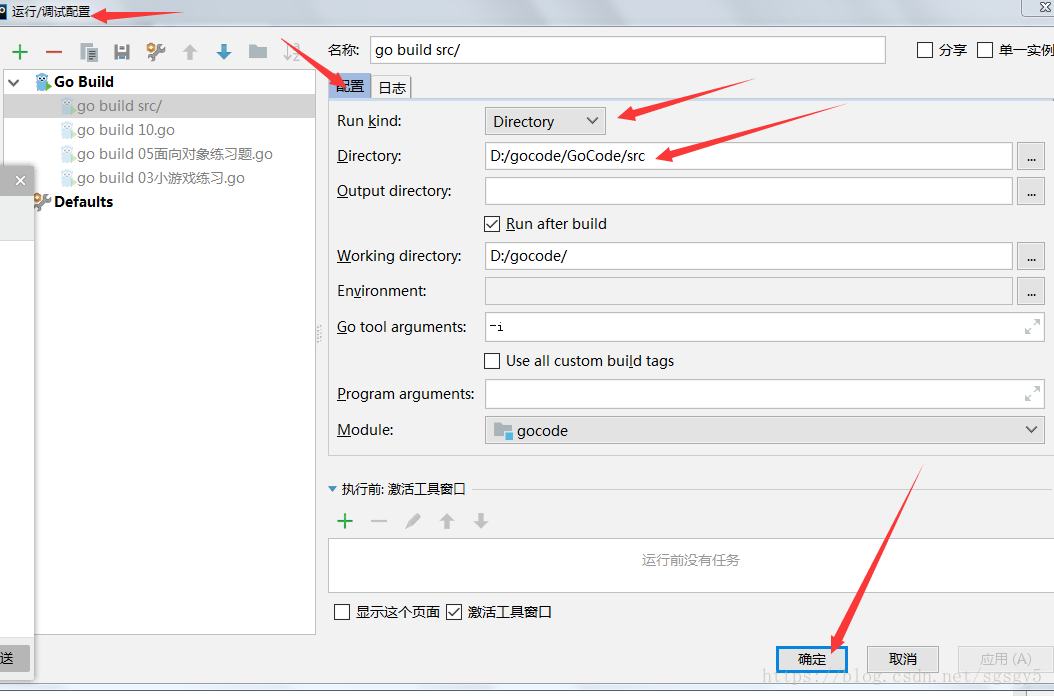 运行/调试配置
名称: go build src/ 分享 单一实例
Go Build
go build src/
go build 10.go
go build 05面向对象练习题.go
go build 03小游戏练习.go
Defaults
配置 日志
Run kind: Directory
Directory: D:/gocode/GoCode/src ...
Output directory: ...
Run after build
Working directory: D:/gocode/ ...
Environment: ...
Go tool arguments: -i
Use all custom build tags
Program arguments:
Module: gocode
执行前: 激活工具窗口
运行前没有任务
显示这个页面 激活工具窗口
送
确定 取消 应用 (A)
https://blog.csdn.net/sgsgy5